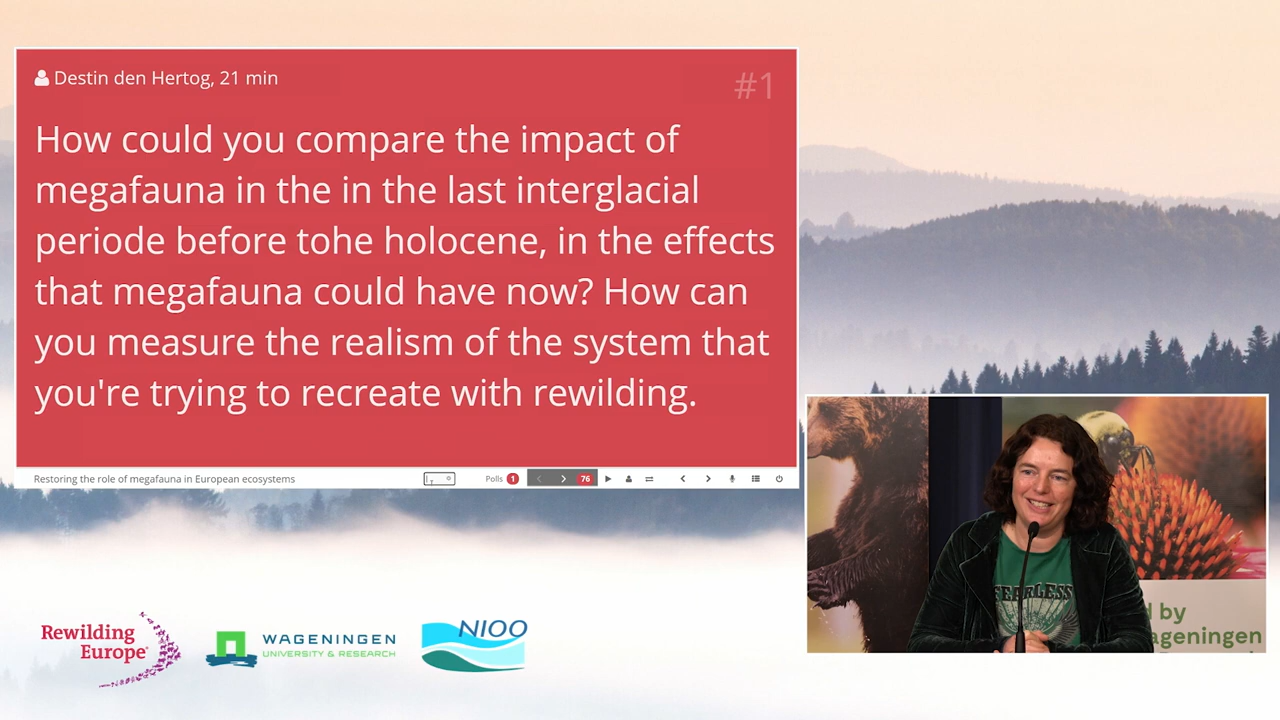 Destin den Hertog, 21 min
#1
How could you compare the impact of
megafauna in the in the last interglacial
periode before tohe holocene, in the effects
that megafauna could have now? How can
you measure the realism of the system that
you're trying to recreate with rewilding.
Restoring the role of megafauna in European ecosystems
Polls 1
76
FEARLESS
d by
ageningen
Rewilding
Europe
WAGENINGEN
UNIVERSITY & RESEARCH
NIOO